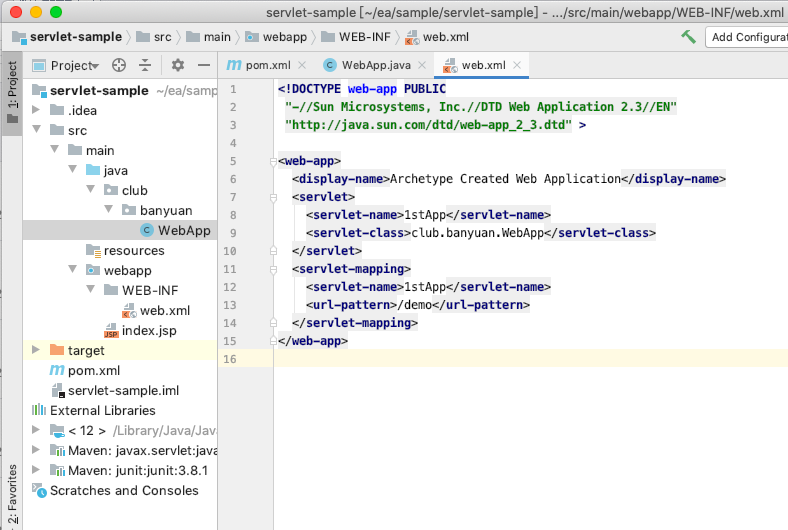 servlet-sample [~/ea/sample/servlet-sample] - .../src/main/webapp/WEB-INF/web.xml
servlet-sample src main webapp WEB-INF web.xml Add Configurat
1: Project
Project
pom.xml WebApp.java web.xml
servlet-sample ~/ea/samp
.idea
src
main
java
club
banyuan
WebApp
resources
webapp
WEB-INF
web.xml
index.jsp
target
pom.xml
servlet-sample.iml
External Libraries
< 12 > /Library/Java/Jav
Maven: javax.servlet:java
Maven: junit:junit:3.8.1
Scratches and Consoles
2: Favorites
1 <!DOCTYPE web-app PUBLIC
2 "-//Sun Microsystems, Inc.//DTD Web Application 2.3//EN"
3 "http://java.sun.com/dtd/web-app_2_3.dtd" >
4
5 <web-app>
6 <display-name>Archetype Created Web Application</display-name>
7 <servlet>
8 <servlet-name>1stApp</servlet-name>
9 <servlet-class>club.banyuan.WebApp</servlet-class>
10 </servlet>
11 <servlet-mapping>
12 <servlet-name>1stApp</servlet-name>
13 <url-pattern>/demo</url-pattern>
14 </servlet-mapping>
15 </web-app>
16